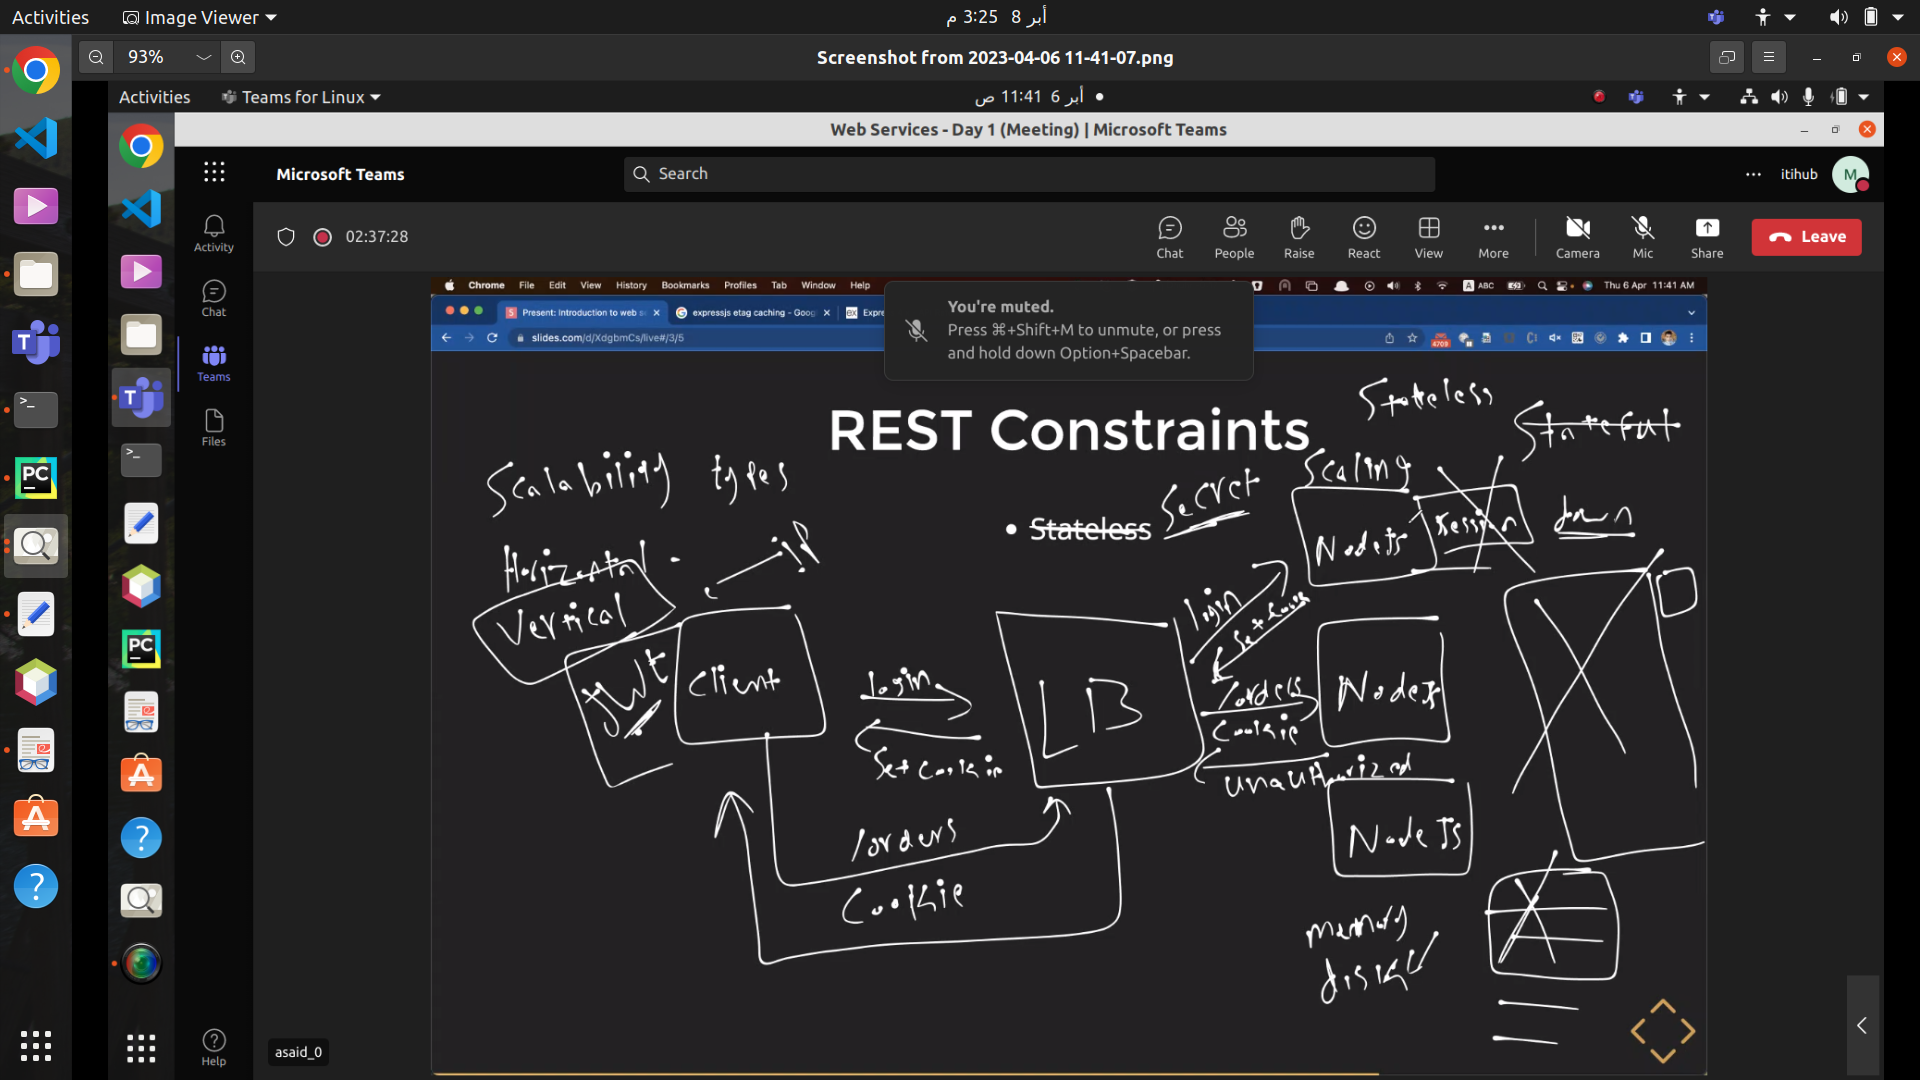 Activities
Image Viewer
8 أبر 3:25 م
93%
Screenshot from 2023-04-06 11-41-07.png
Activities
Teams for Linux
6 أبر 11:41 ص
Web Services - Day 1 (Meeting) | Microsoft Teams
Microsoft Teams
Search
itihub
M
02:37:28
Chat
People
Raise
React
View
More
Camera
Mic
Share
Leave
Activity
Chat
Teams
Files
Help
Chrome File Edit View History Bookmarks Profiles Tab Window Help
A ABC
Thu 6 Apr 11:41 AM
Present: Introduction to web se
expressjs etag caching - Goog
ex Expre
slides.com/d/XdgbmCs/live#/3/5
4709
You're muted.
Press ⌘+Shift+M to unmute, or press
and hold down Option+Spacebar.
REST Constraints
Stateless
Stateful
Scalability types
Scaling
Stateless
Secret
NodeJS
Session
down
Horizontal
Vertical
JWT
Client
login
Set Cookie
LB
login
Set Cookie
/orders
Cookie
unauthorized
NodeJS
NodeJS
/orders
Cookie
memory
disk
asaid_0